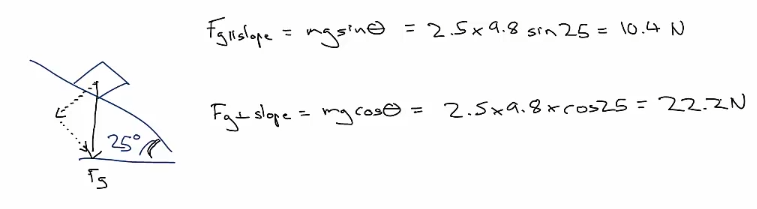 Fg∥slope = mgsinθ = 2.5×9.8 sin25 = 10.4 N
Fg⊥slope = mgcosθ = 2.5×9.8×cos25 = 22.2N
25°
Fg